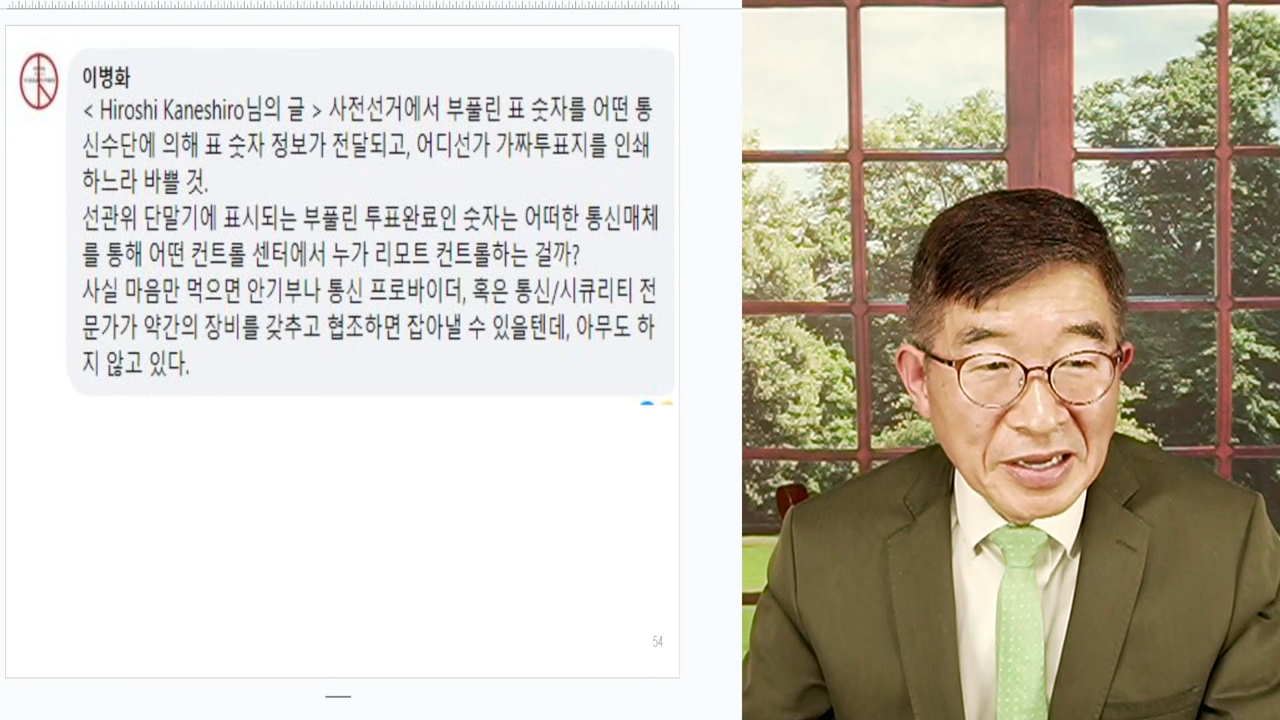 이병화
< Hiroshi Kaneshiro님의 글 > 사전선거에서 부풀린 표 숫자를 어떤 통
신수단에 의해 표 숫자 정보가 전달되고, 어디선가 가짜투표지를 인쇄
하느라 바쁠 것.
선관위 단말기에 표시되는 부풀린 투표완료인 숫자는 어떠한 통신매체
를 통해 어떤 컨트롤 센터에서 누가 리모트 컨트롤하는 걸까?
사실 마음만 먹으면 안기부나 통신 프로바이더, 혹은 통신/시큐리티 전
문가가 약간의 장비를 갖추고 협조하면 잡아낼 수 있을텐데, 아무도 하
지 않고 있다.
54